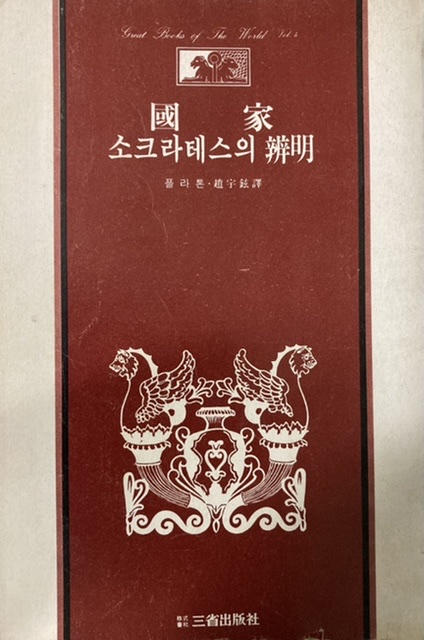 Great Books of The World Vol. 4
國 家
소크라테스의 辨明
플라톤·趙宇鉉譯
株式會社 三省出版社